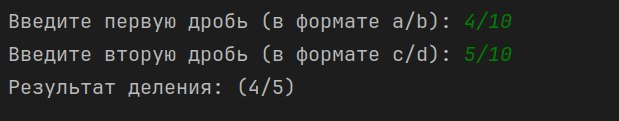 Введите первую дробь (в формате a/b): 4/10
Введите вторую дробь (в формате c/d): 5/10
Результат деления: (4/5)